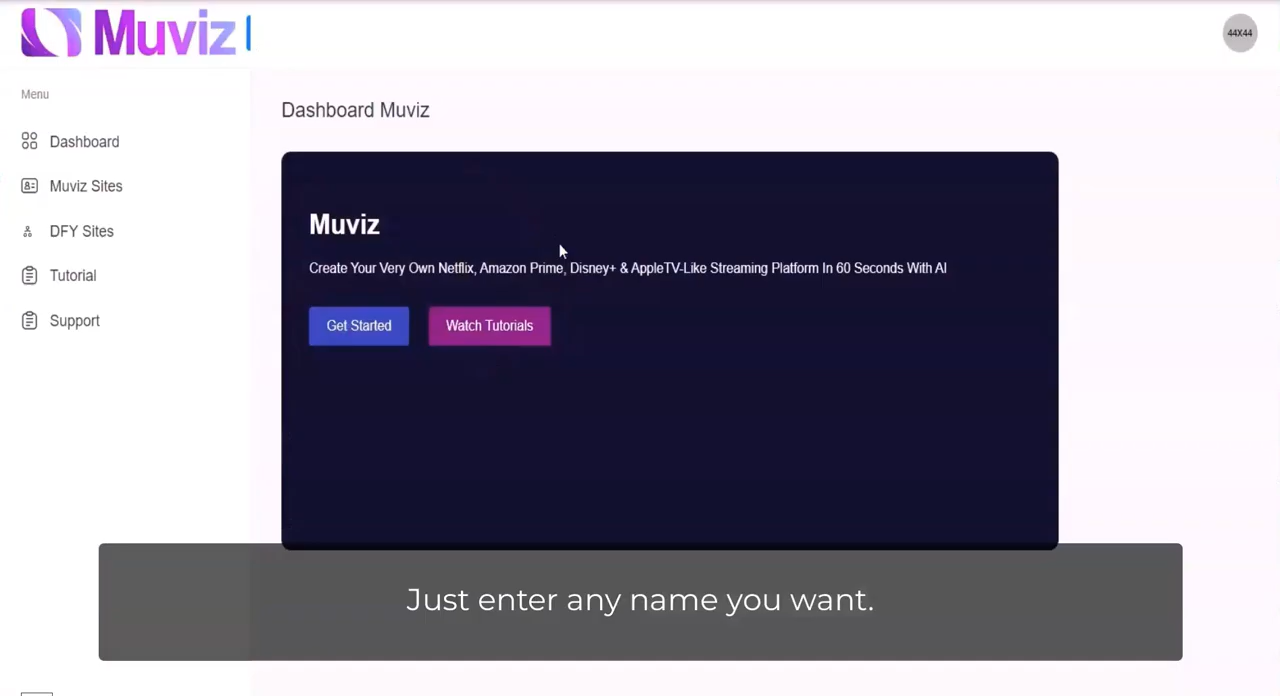 Muviz
44X44
Menu
Dashboard
Muviz Sites
DFY Sites
Tutorial
Support
Dashboard Muviz
Muviz
Create Your Very Own Netflix, Amazon Prime, Disney+ & AppleTV-Like Streaming Platform In 60 Seconds With AI
Get Started
Watch Tutorials
Just enter any name you want.